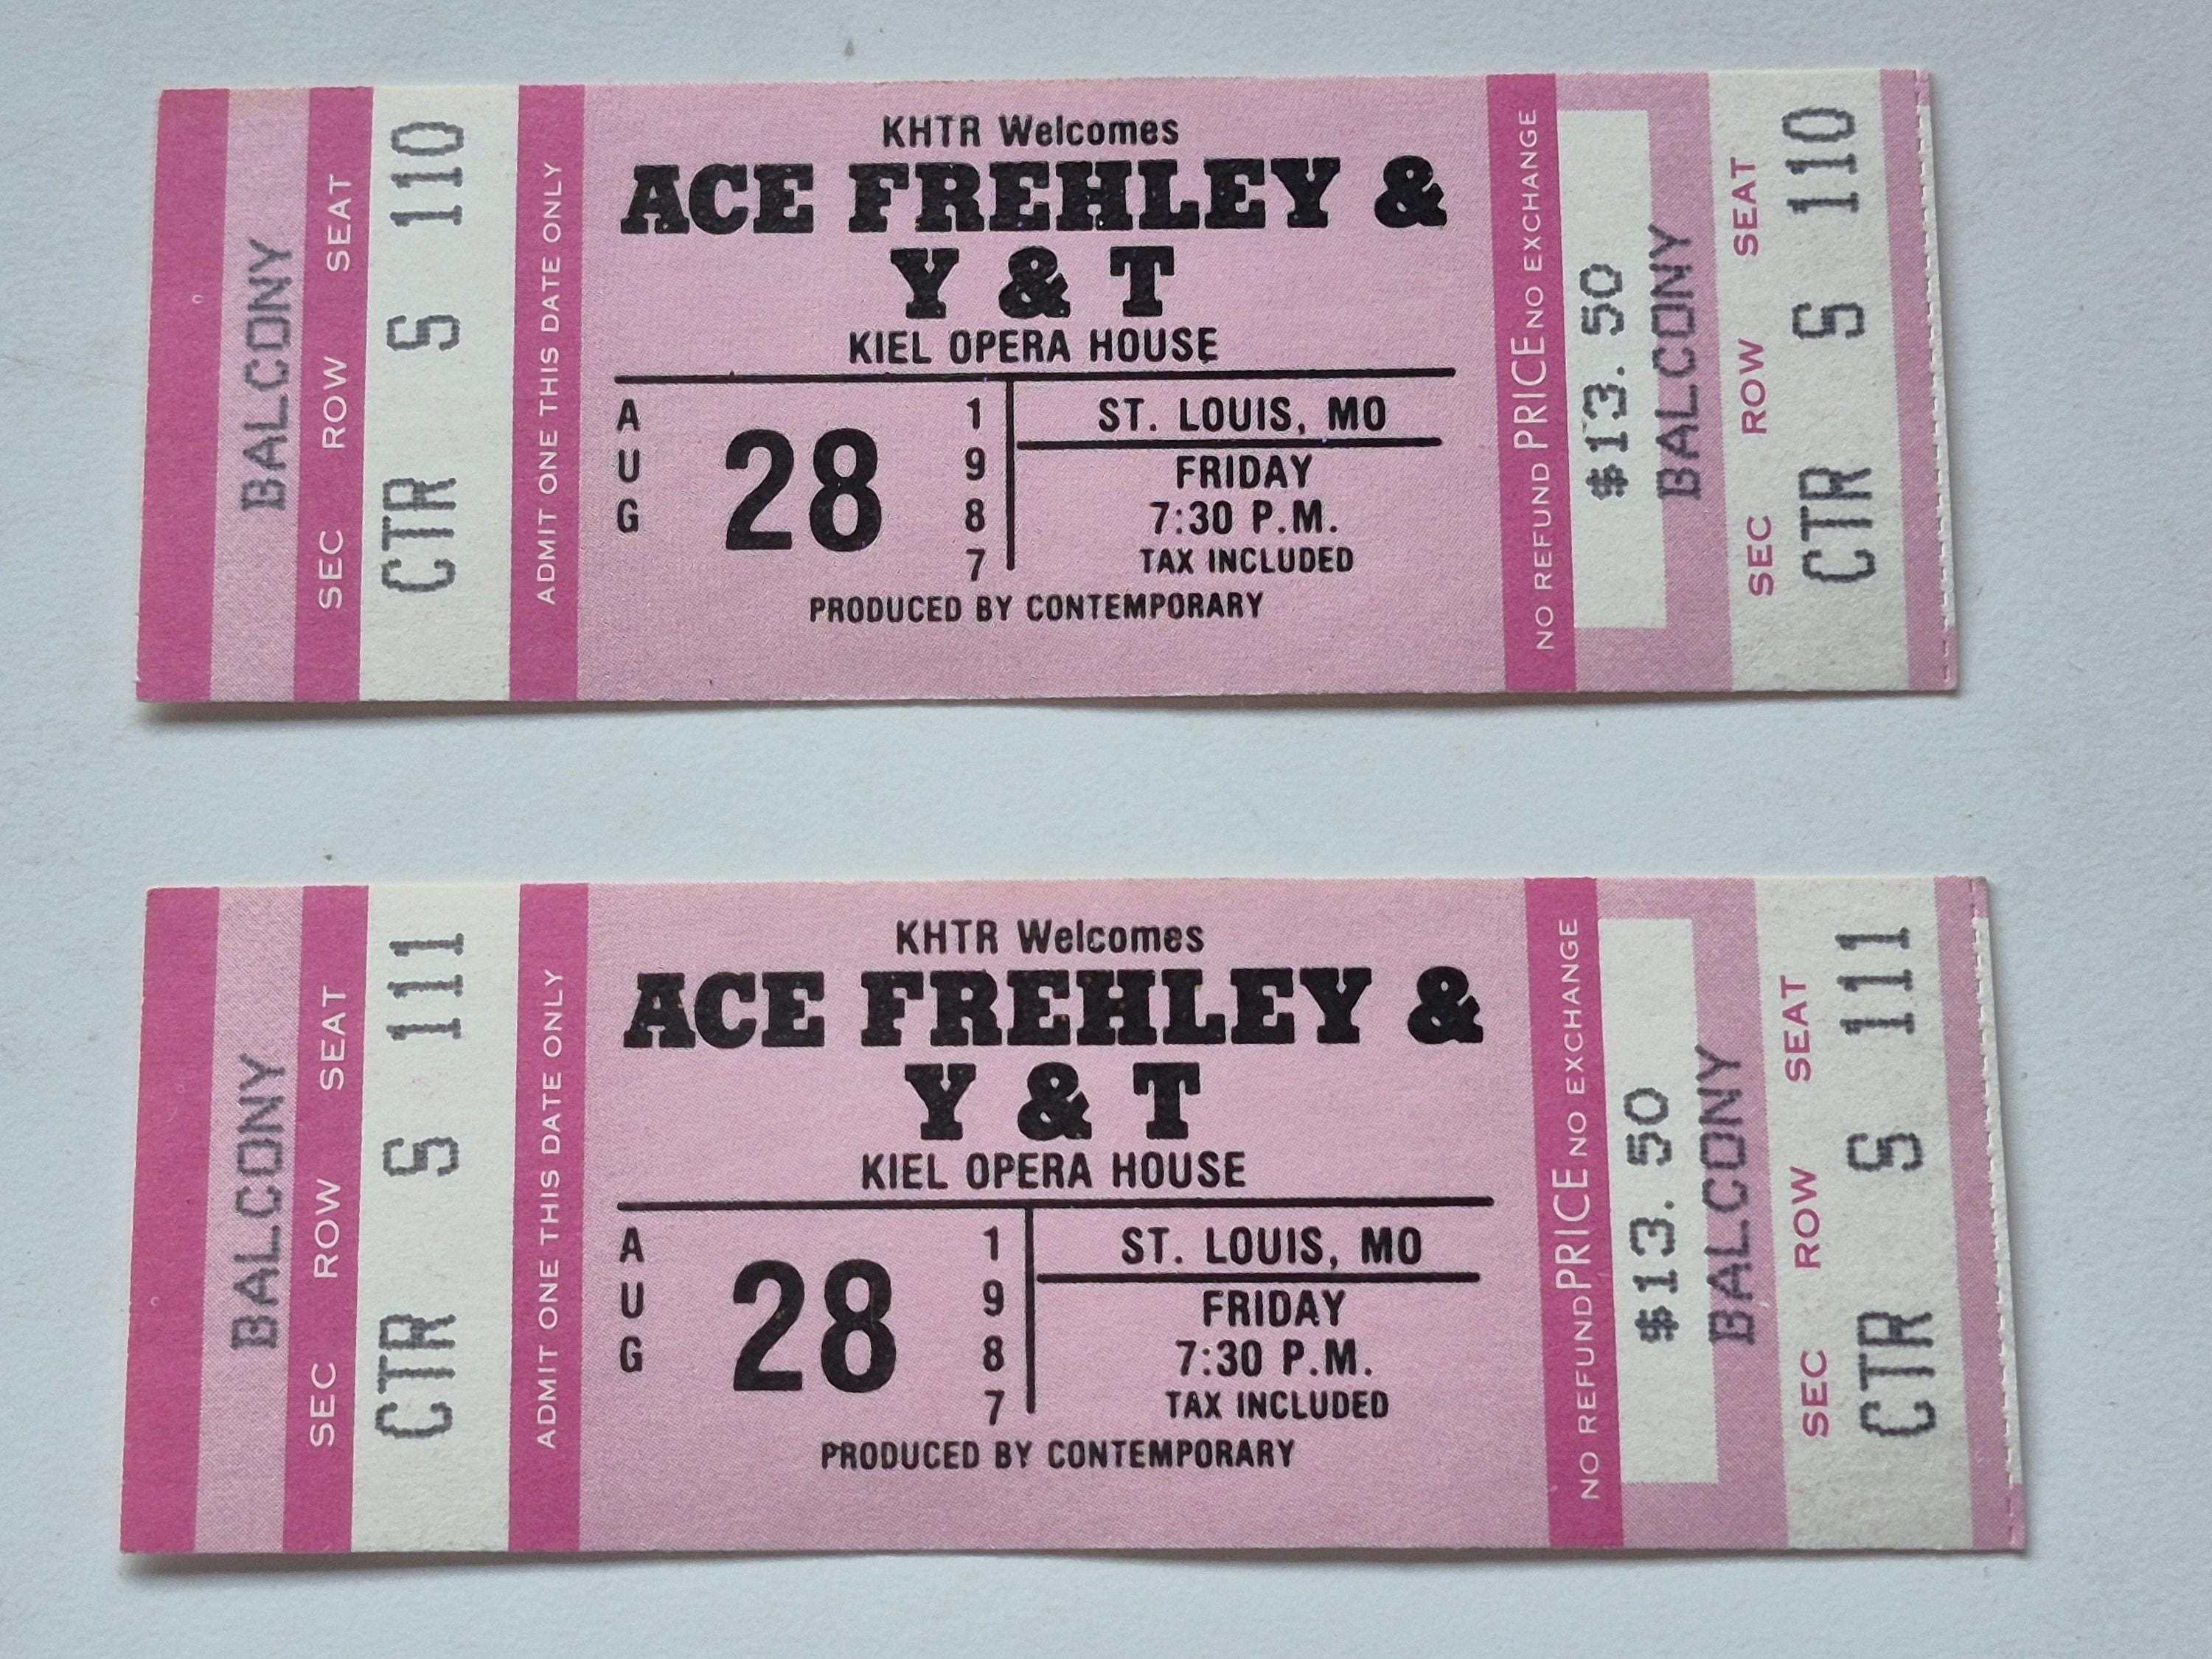 BALCONY
SEC ROW SEAT
CTR S 110
ADMIT ONE THIS DATE ONLY
KHTR Welcomes
ACE FREHLEY &
Y & T
KIEL OPERA HOUSE
AUG 28 1987
ST. LOUIS, MO
FRIDAY
7:30 P.M.
TAX INCLUDED
PRODUCED BY CONTEMPORARY
NO REFUND PRICE NO EXCHANGE
$13.50
BALCONY
SEC ROW SEAT
CTR S 110
BALCONY
SEC ROW SEAT
CTR S 111
ADMIT ONE THIS DATE ONLY
KHTR Welcomes
ACE FREHLEY &
Y & T
KIEL OPERA HOUSE
AUG 28 1987
ST. LOUIS, MO
FRIDAY
7:30 P.M.
TAX INCLUDED
PRODUCED BY CONTEMPORARY
NO REFUND PRICE NO EXCHANGE
$13.50
BALCONY
SEC ROW SEAT
CTR S 111